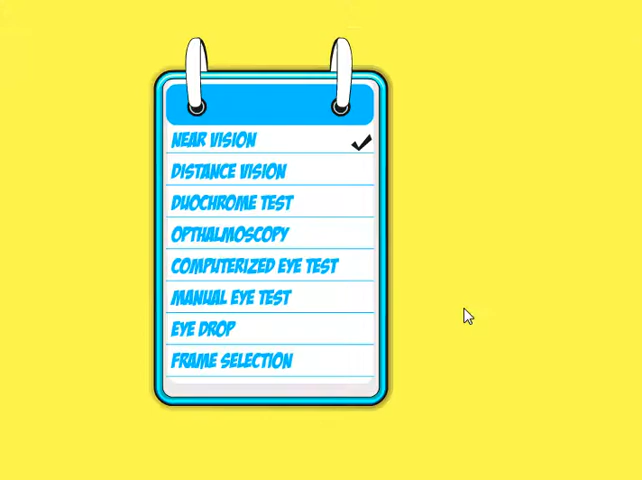 NEAR VISION
DISTANCE VISION
DUOCHROME TEST
OPTHALMOSCOPY
COMPUTERIZED EYE TEST
MANUAL EYE TEST
EYE DROP
FRAME SELECTION